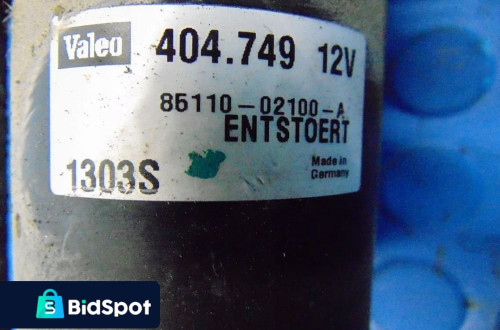 Valeo 404.749 12V
85110-02100-A
ENTSTOERT
1303S
Made in
Germany
S BidSpot